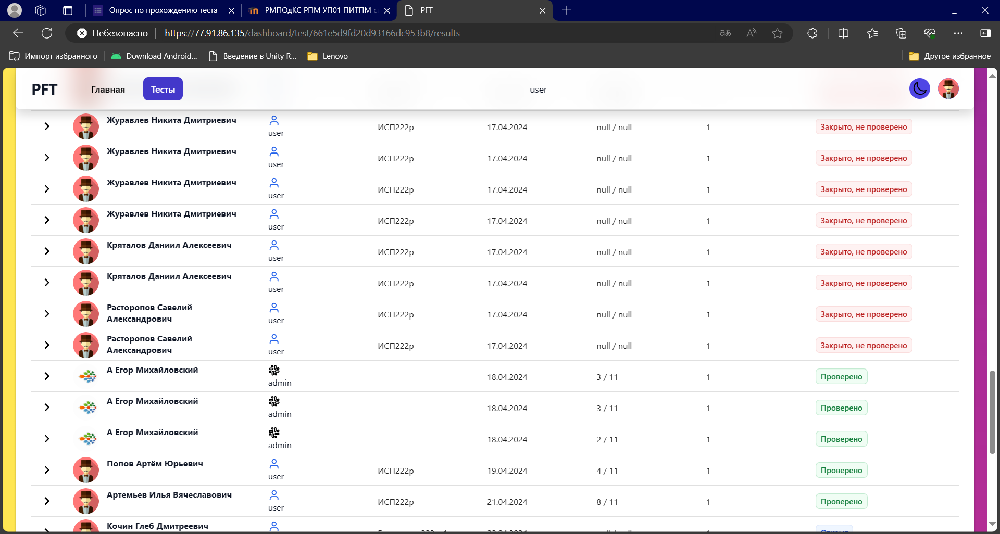 Опрос по прохождению теста
РМПОдКС РПМ УП01 ПИТПМ
PFT
Небезопасно
https://77.91.86.135/dashboard/test/661e5d9fd20d93166dc953b8/results
Импорт избранного
Download Android...
Введение в Unity R...
Lenovo
Другое избранное
PFT Главная Тесты user
Журавлев Никита Дмитриевич user ИСП222р 17.04.2024 null / null 1 Закрыто, не проверено
Журавлев Никита Дмитриевич user ИСП222р 17.04.2024 null / null 1 Закрыто, не проверено
Журавлев Никита Дмитриевич user ИСП222р 17.04.2024 null / null 1 Закрыто, не проверено
Журавлев Никита Дмитриевич user ИСП222р 17.04.2024 null / null 1 Закрыто, не проверено
Кряталов Даниил Алексеевич user ИСП222р 17.04.2024 null / null 1 Закрыто, не проверено
Кряталов Даниил Алексеевич user ИСП222р 17.04.2024 null / null 1 Закрыто, не проверено
Расторопов Савелий
Александрович user ИСП222р 17.04.2024 null / null 1 Закрыто, не проверено
Расторопов Савелий
Александрович user ИСП222р 17.04.2024 null / null 1 Закрыто, не проверено
А Егор Михайловский admin 18.04.2024 3 / 11 1 Проверено
А Егор Михайловский admin 18.04.2024 3 / 11 1 Проверено
А Егор Михайловский admin 18.04.2024 2 / 11 1 Проверено
Попов Артём Юрьевич user ИСП222р 19.04.2024 4 / 11 1 Проверено
Артемьев Илья Вячеславович user ИСП222р 21.04.2024 8 / 11 1 Проверено
Кочин Глеб Дмитреевич